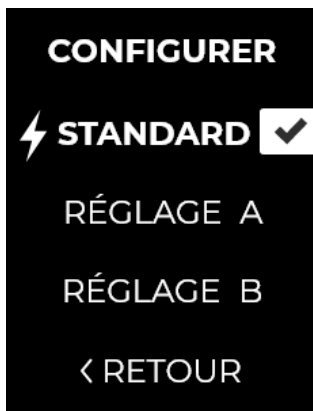 CONFIGURER
STANDARD
RÉGLAGE A
RÉGLAGE B
< RETOUR